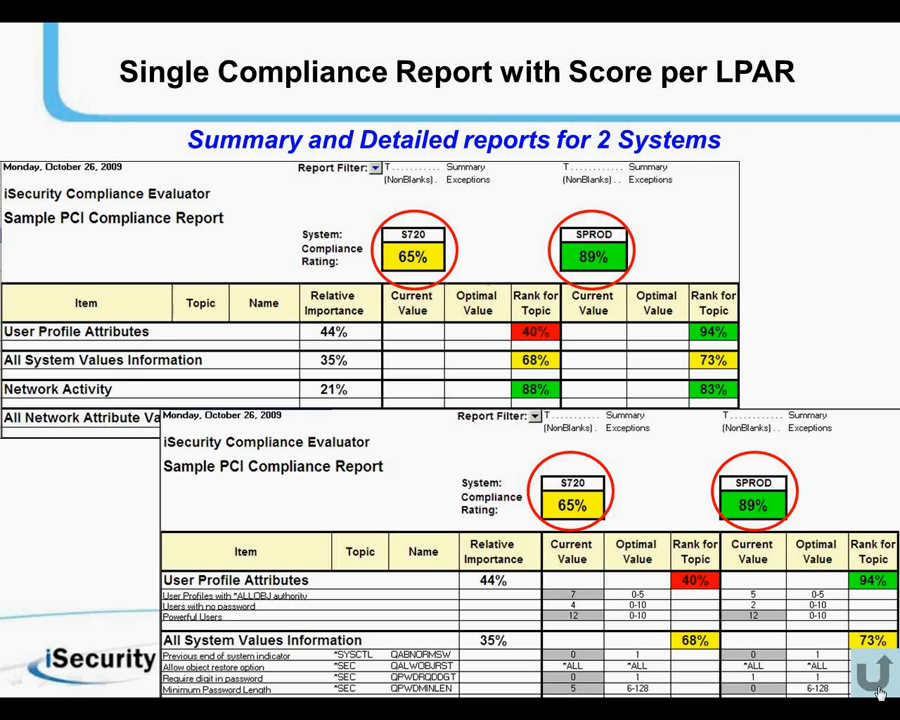 Single Compliance Report with Score per LPAR
Summary and Detailed reports for 2 Systems
Monday, October 26, 2009 Report Filter: T........... Summary T........... Summary
(NonBlanks). Exceptions (NonBlanks).. Exceptions
iSecurity Compliance Evaluator
Sample PCI Compliance Report
System: S720 SPROD
Compliance Rating: 65% 89%
Item Topic Name Relative Importance Current Value Optimal Value Rank for Topic Current Value Optimal Value Rank for Topic
User Profile Attributes 44% 40% 94%
All System Values Information 35% 68% 73%
Network Activity 21% 88% 83%
All Network Attribute Va
Monday, October 26, 2009 Report Filter: T........... Summary T........... Summary
(NonBlanks). Exceptions (NonBlanks).. Exceptions
iSecurity Compliance Evaluator
Sample PCI Compliance Report
System: S720 SPROD
Compliance Rating: 65% 89%
Item Topic Name Relative Importance Current Value Optimal Value Rank for Topic Current Value Optimal Value Rank for Topic
User Profile Attributes 44% 40% 94%
User Profiles with *ALLOBJ authority 7 0-5 5 0-5
Users with no password 4 0-10 2 0-10
Powerful Users 12 0-10 12 0-10
All System Values Information 35% 68% 73%
Previous end of system indicator *SYSCTL QABNORMSW 0 1 0 1
Allow object restore option *SEC QALWOBJRST *ALL *ALL *ALL *ALL
Require digit in password *SEC QPWDRQDDGT 0 1 0 1
Minimum Password Length *SEC QPWDMINLEN 5 6-128 0 6-128
iSecurity